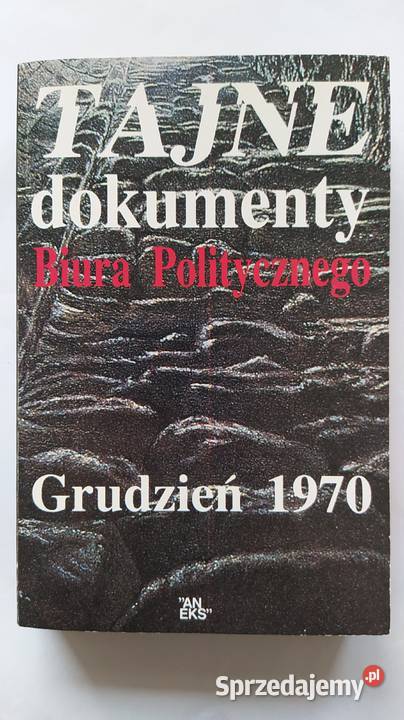 TAJNE
dokumenty
Biura Politycznego
Grudzień 1970
"AN
EKS"
Sprzedajemy.pl